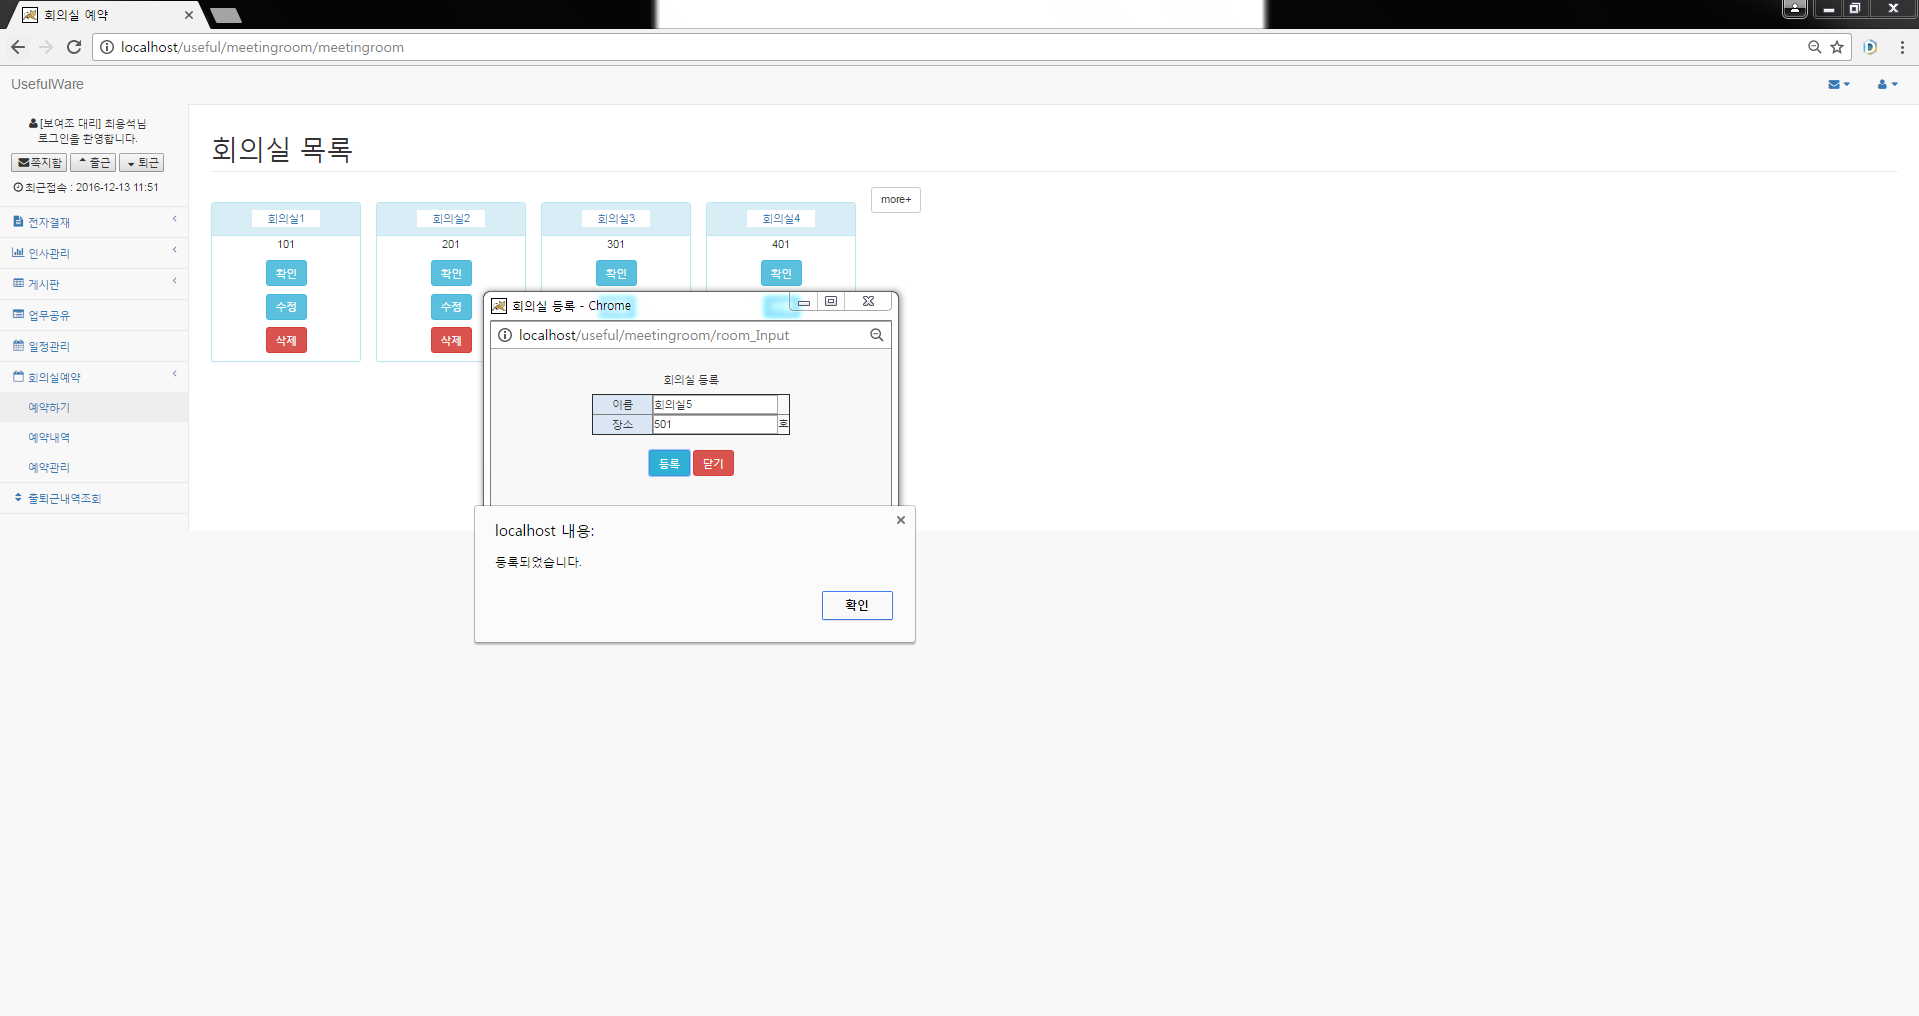 회의실 예약
localhost/useful/meetingroom/meetingroom
UsefulWare
[보여조 대리] 최용석님
로그인을 환영합니다.
쪽지함 출근 퇴근
최근접속 : 2016-12-13 11:51
전자결재
인사관리
게시판
업무공유
일정관리
회의실예약
예약하기
예약내역
예약관리
출퇴근내역조회
회의실 목록
more+
회의실1 회의실2 회의실3 회의실4
101 201 301 401
확인 확인 확인 확인
수정 수정
삭제 삭제
회의실 등록 - Chrome
localhost/useful/meetingroom/room_Input
회의실 등록
이름 회의실5
장소 501 호
등록 닫기
localhost 내용:
등록되었습니다.
확인